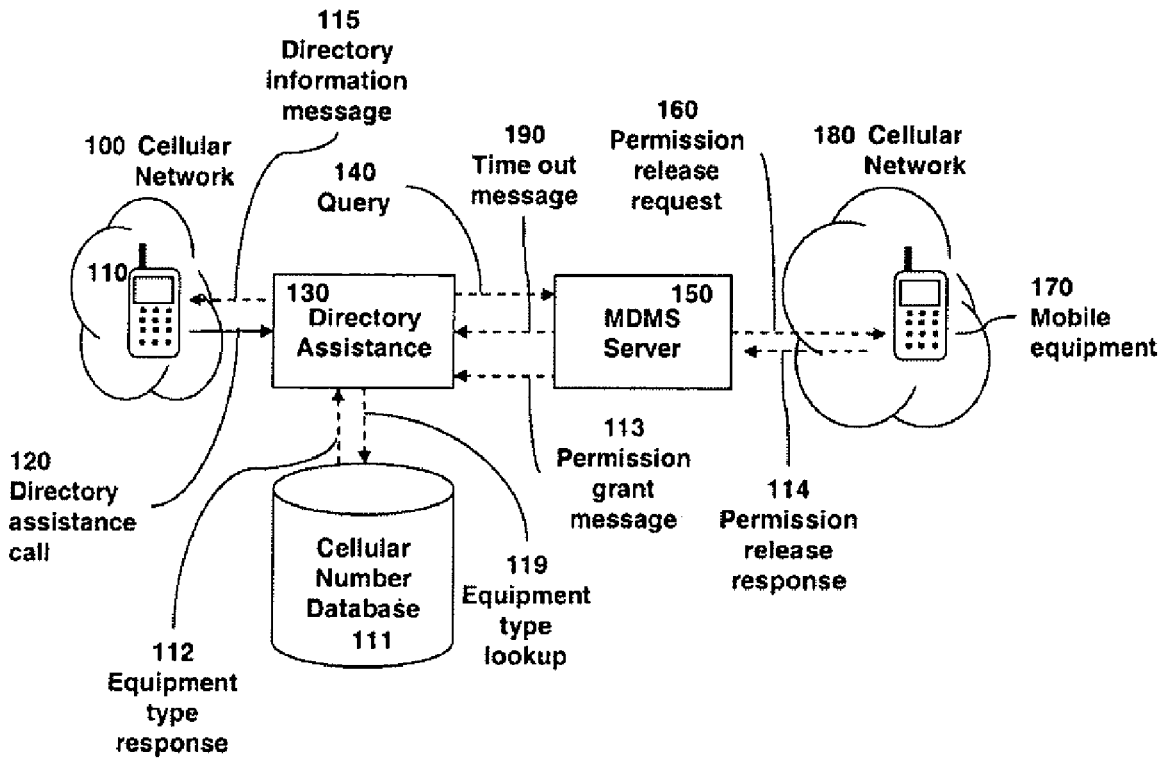 115
Directory
Information
message
100 Cellular
Network
140
Query
190
Time out
message
160
Permission
release
request
180 Cellular
Network
110
130
Directory
Assistance
150
MDMS
Server
170
Mobile
equipment
120
Directory
assistance
call
113
Permission
grant
message
114
Permission
release
response
Cellular
Number
Database
111
119
Equipment
type
lookup
112
Equipment
type
response